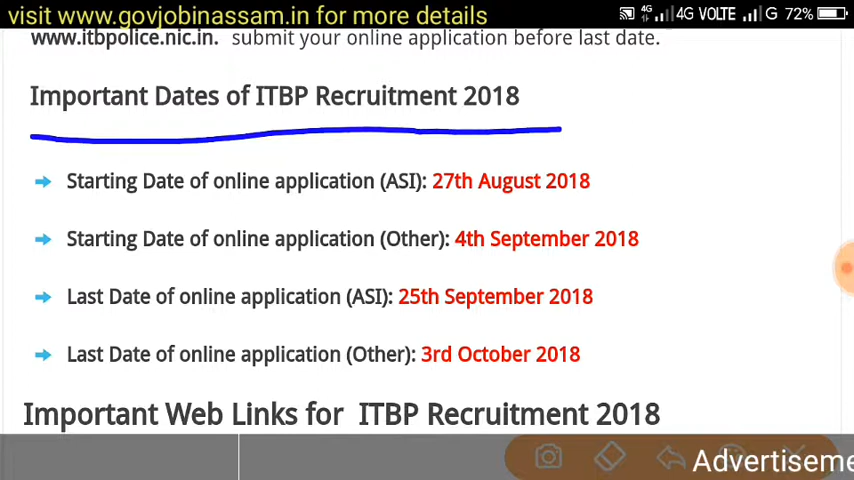 visit www.govjobinassam.in for more details
4G 4G VOLTE G 72%
www.itbpolice.nic.in. submit your online application before last date.
Important Dates of ITBP Recruitment 2018
Starting Date of online application (ASI): 27th August 2018
Starting Date of online application (Other): 4th September 2018
Last Date of online application (ASI): 25th September 2018
Last Date of online application (Other): 3rd October 2018
Important Web Links for ITBP Recruitment 2018
Advertiseme